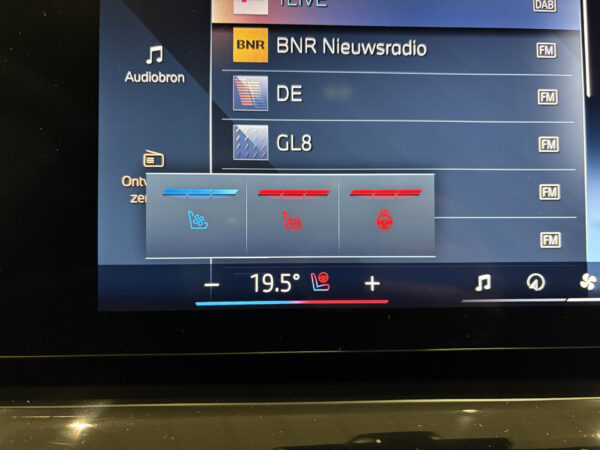 1LIVE
DAB
Audiobron
BNR
BNR Nieuwsradio
FM
DE
FM
GL8
FM
FM
FM
− 19.5° +